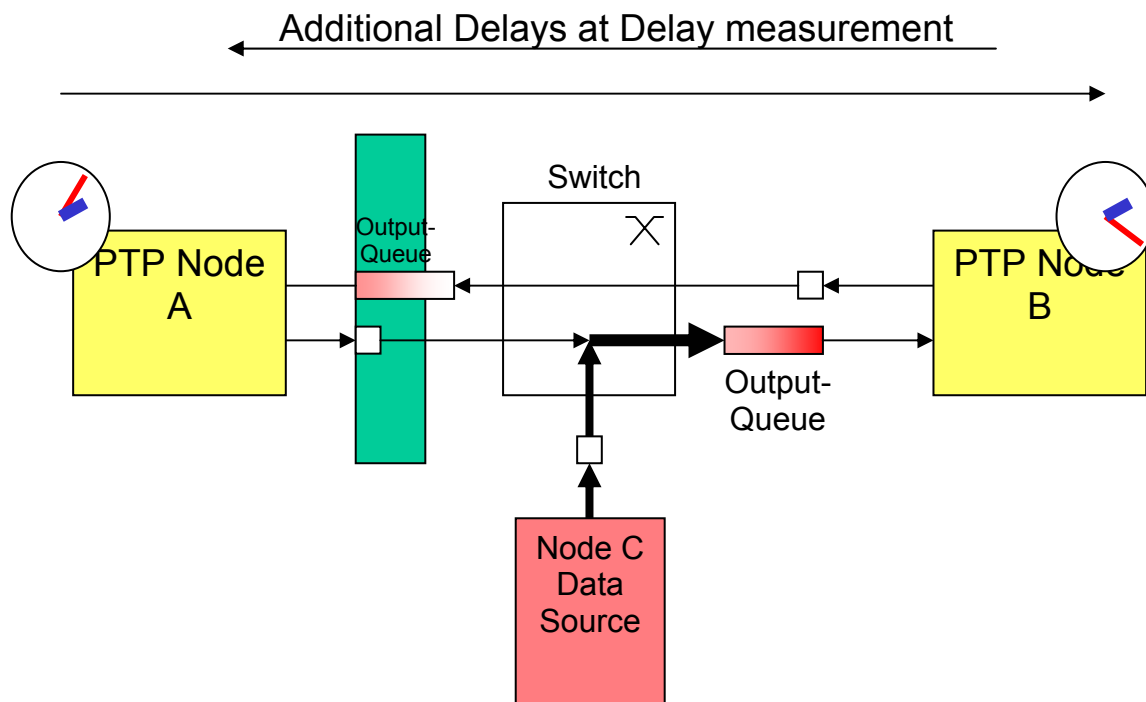 Additional Delays at Delay measurement
Switch
Output-
Queue
PTP Node
A
PTP Node
B
Output-
Queue
Node C
Data
Source